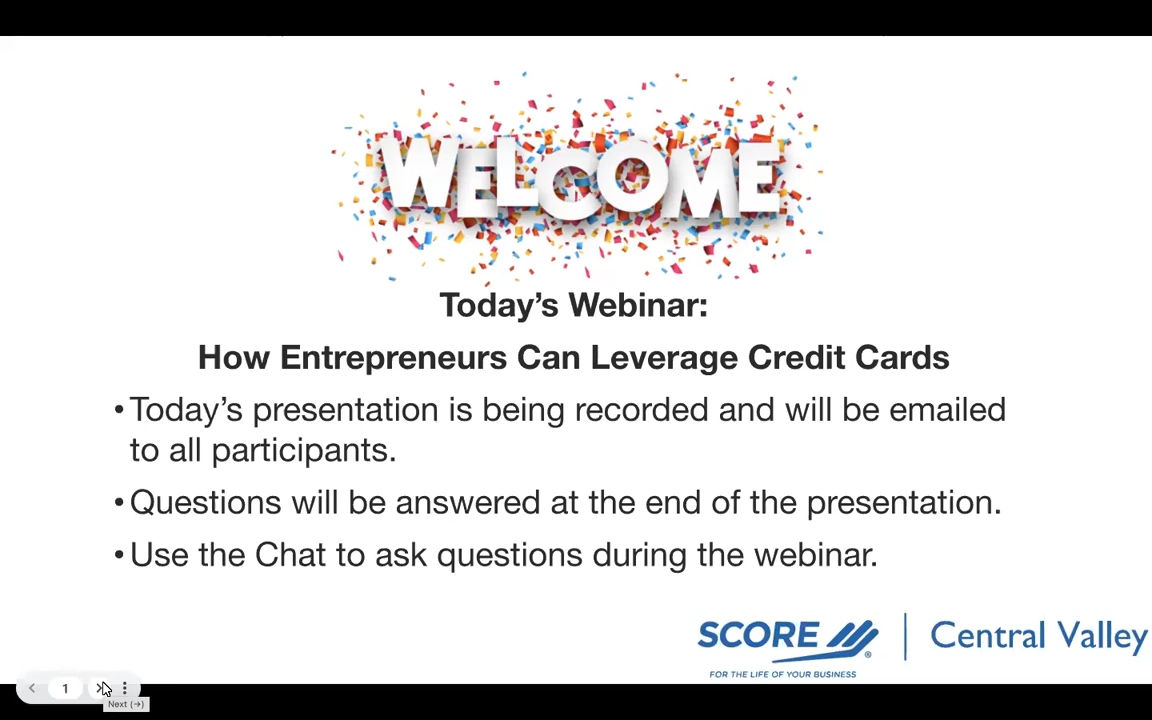 WELCOME
Today’s Webinar:
How Entrepreneurs Can Leverage Credit Cards
•Today’s presentation is being recorded and will be emailed
to all participants.
•Questions will be answered at the end of the presentation.
•Use the Chat to ask questions during the webinar.
SCORE ® | Central Valley
FOR THE LIFE OF YOUR BUSINESS
1
Next (→)